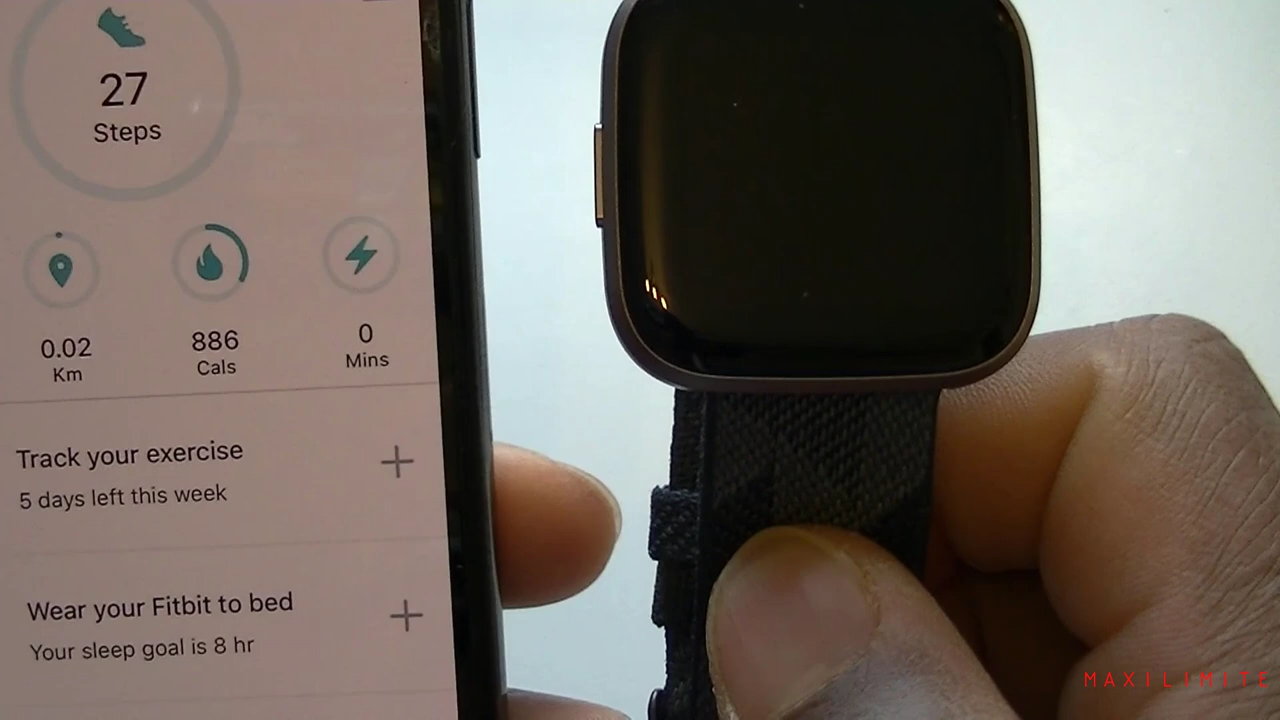 27
Steps
0.02
Km
886
Cals
0
Mins
Track your exercise
5 days left this week
Wear your Fitbit to bed
Your sleep goal is 8 hr
MAXILIMITE